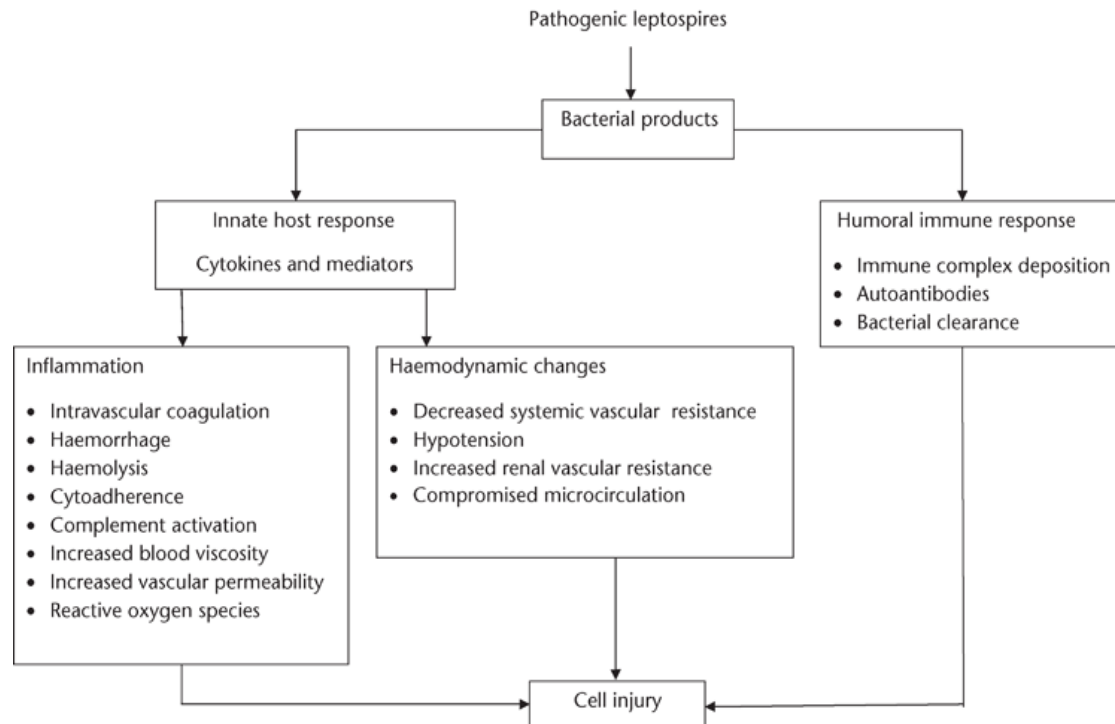 Pathogenic leptospires
Bacterial products
Innate host response
Cytokines and mediators
Humoral immune response
• Immune complex deposition
• Autoantibodies
• Bacterial clearance
Inflammation
• Intravascular coagulation
• Haemorrhage
• Haemolysis
• Cytoadherence
• Complement activation
• Increased blood viscosity
• Increased vascular permeability
• Reactive oxygen species
Haemodynamic changes
• Decreased systemic vascular resistance
• Hypotension
• Increased renal vascular resistance
• Compromised microcirculation
Cell injury